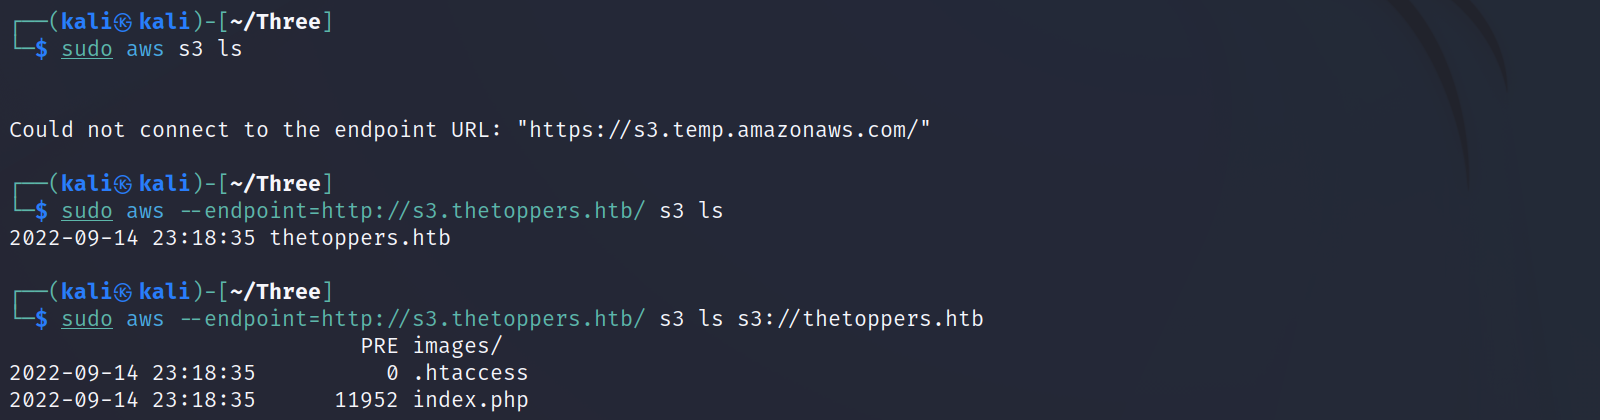 ┌──(kali㉿kali)-[~/Three]
└─$ sudo aws s3 ls
Could not connect to the endpoint URL: "https://s3.temp.amazonaws.com/"
┌──(kali㉿kali)-[~/Three]
└─$ sudo aws --endpoint=http://s3.thetoppers.htb/ s3 ls
2022-09-14 23:18:35 thetoppers.htb
┌──(kali㉿kali)-[~/Three]
└─$ sudo aws --endpoint=http://s3.thetoppers.htb/ s3 ls s3://thetoppers.htb
                           PRE images/
2022-09-14 23:18:35          0 .htaccess
2022-09-14 23:18:35      11952 index.php